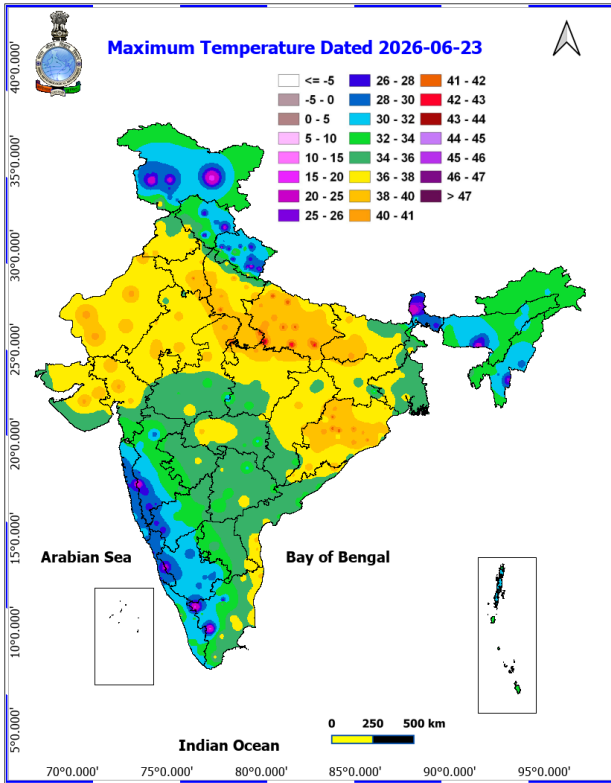 Maximum Temperature Dated 2026-06-23
<= -5
-5 - 0
0 - 5
5 - 10
10 - 15
15 - 20
20 - 25
25 - 26
26 - 28
28 - 30
30 - 32
32 - 34
34 - 36
36 - 38
38 - 40
40 - 41
41 - 42
42 - 43
43 - 44
44 - 45
45 - 46
46 - 47
> 47
40°0.000'
35°0.000'
30°0.000'
25°0.000'
20°0.000'
15°0.000'
10°0.000'
5°0.000'
Arabian Sea
Bay of Bengal
Indian Ocean
0 250 500 km
70°0.000' 75°0.000' 80°0.000' 85°0.000' 90°0.000' 95°0.000'